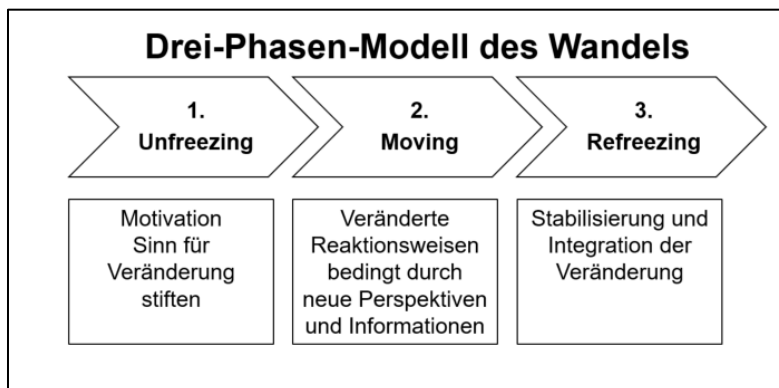 Drei-Phasen-Modell des Wandels
1.
Unfreezing
2.
Moving
3.
Refreezing
Motivation
Sinn für
Veränderung
stiften
Veränderte
Reaktionsweisen
bedingt durch
neue Perspektiven
und Informationen
Stabilisierung und
Integration der
Veränderung